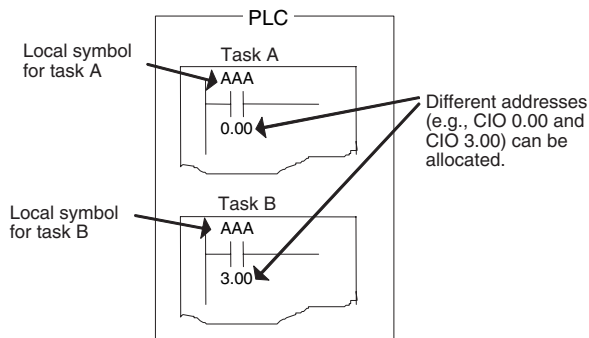 PLC
Local symbol
for task A
Task A
AAA
0.00
Different addresses
(e.g., CIO 0.00 and
CIO 3.00) can be
allocated.
Local symbol
for task B
Task B
AAA
3.00